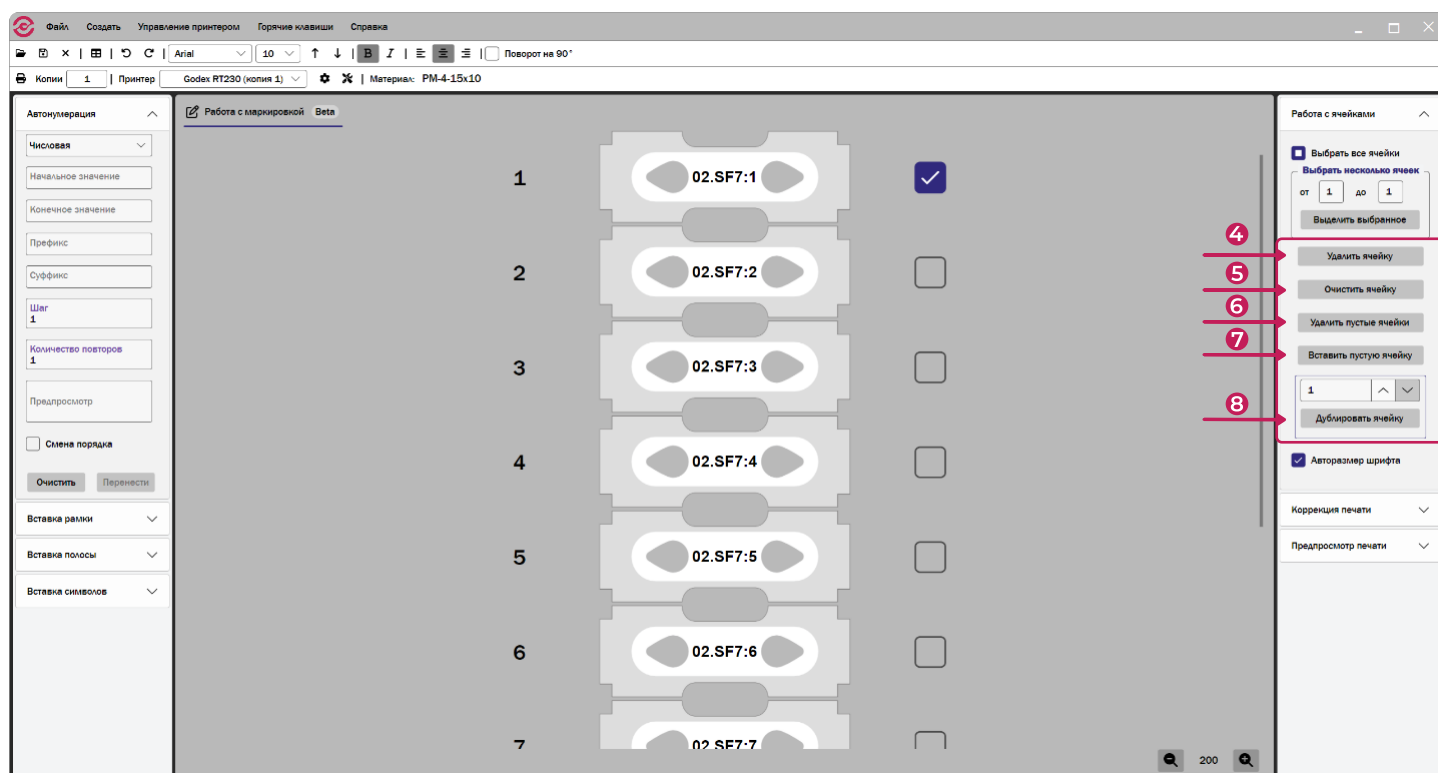 Файл Создать Управление принтером Горячие клавиши Справка
Arial 10 B I Поворот на 90°
Копии 1 Принтер Godex RT230 (копия 1) Материал: PM-4-15x10
Автонумерация
Числовая
Начальное значение
Конечное значение
Префикс
Суффикс
Шаг
1
Количество повторов
1
Предпросмотр
Смена порядка
Очистить Перенести
Вставка рамки
Вставка полосы
Вставка символов
Работа с маркировкой Beta
1 02.SF7:1
2 02.SF7:2
3 02.SF7:3
4 02.SF7:4
5 02.SF7:5
6 02.SF7:6
7 02.SF7:7
200
Работа с ячейками
Выбрать все ячейки
Выбрать несколько ячеек
от 1 до 1
Выделить выбранное
4 Удалить ячейку
5 Очистить ячейку
6 Удалить пустые ячейки
7 Вставить пустую ячейку
1
8 Дублировать ячейку
Авторазмер шрифта
Коррекция печати
Предпросмотр печати